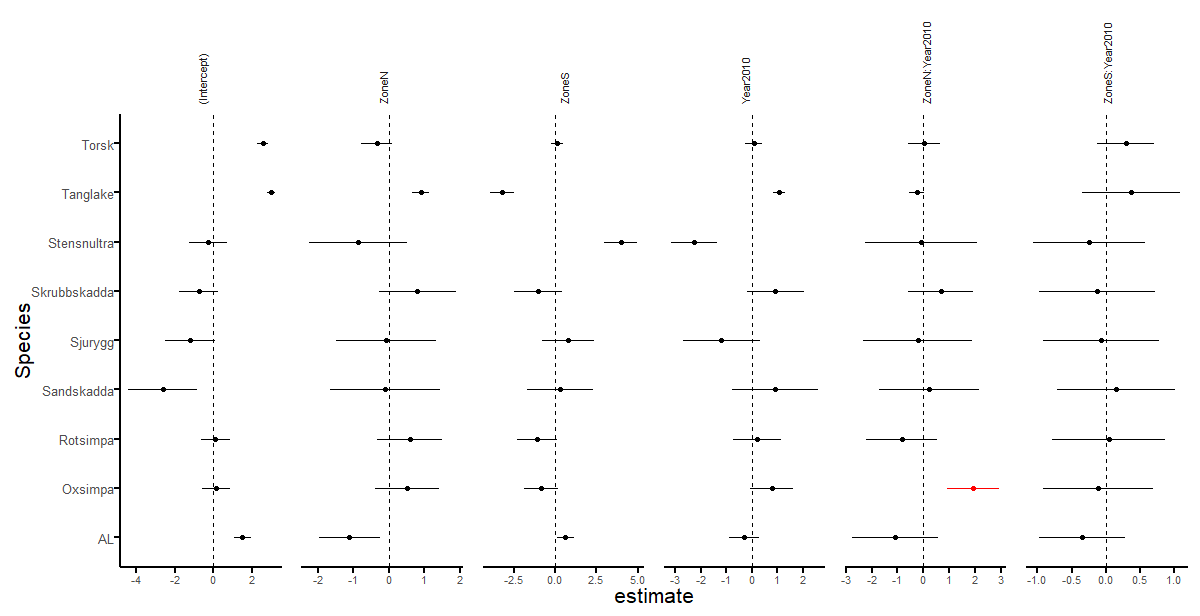 (Intercept) ZoneN ZoneS Year2010 ZoneN:Year2010 ZoneS:Year2010
Species
Torsk
Tanglake
Stensnultra
Skrubbskadda
Sjurygg
Sandskadda
Rotsimpa
Oxsimpa
AL
-4 -2 0 2 -2 -1 0 1 2 -2.5 0.0 2.5 5.0 -3 -2 -1 0 1 2 -3 -2 -1 0 1 2 3 -1.0 -0.5 0.0 0.5 1.0
estimate